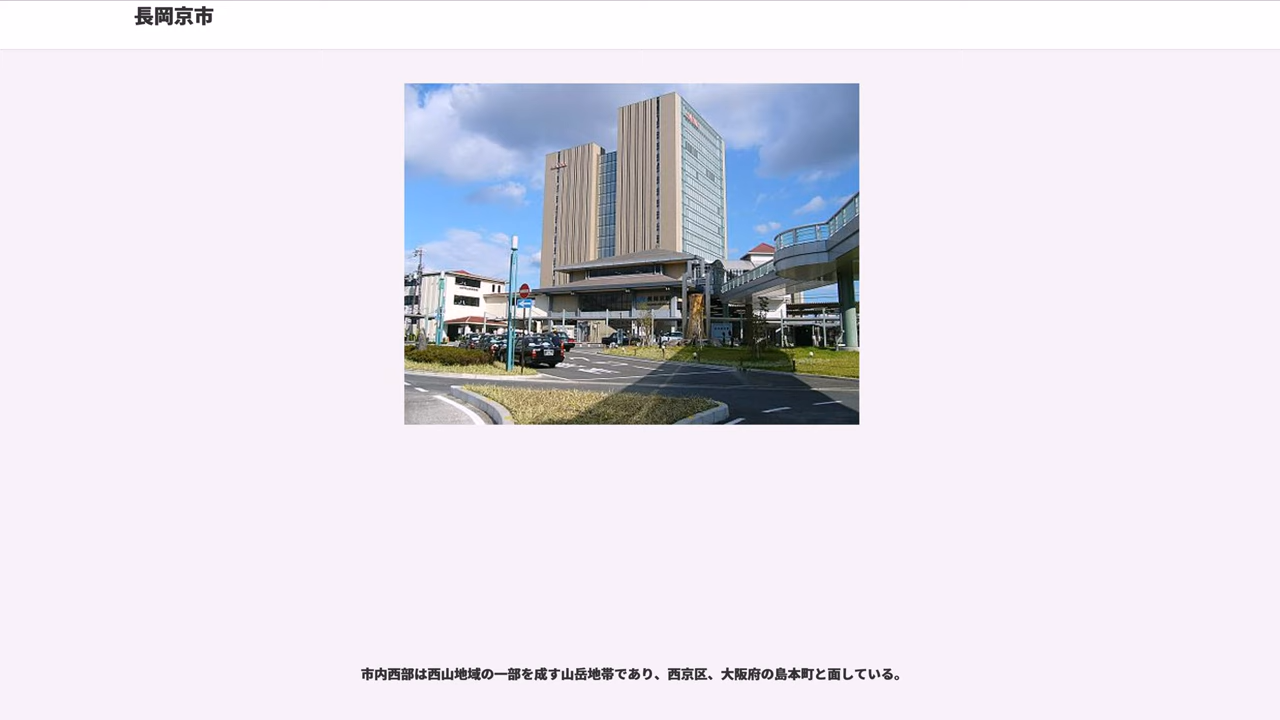 長岡京市
市内西部は西山地域の一部を成す山岳地帯であり、西京区、大阪府の島本町と面している。